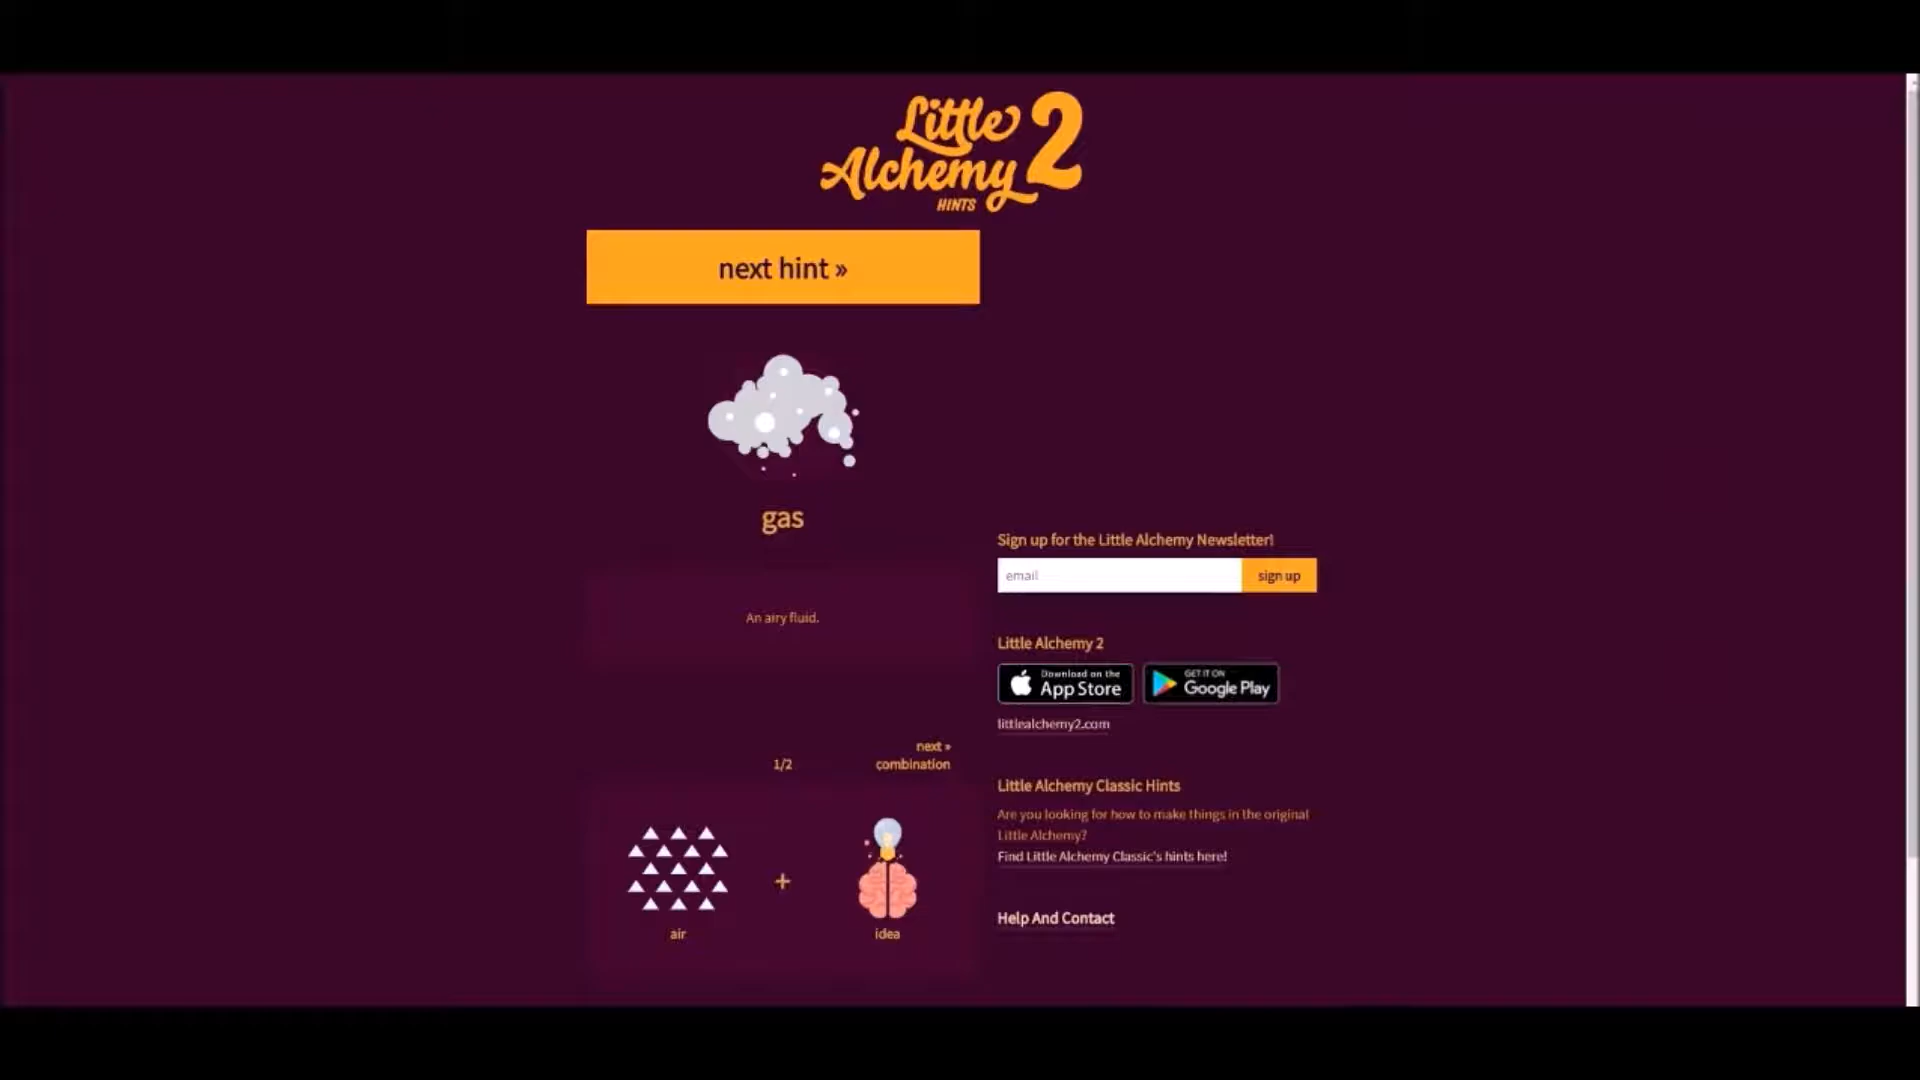 Little
Alchemy 2
HINTS
next hint »
gas
An airy fluid.
next »
1/2 combination
+
air
idea
Sign up for the Little Alchemy Newsletter!
email
sign up
Little Alchemy 2
Download on the
App Store
GET IT ON
Google Play
littlealchemy2.com
Little Alchemy Classic Hints
Are you looking for how to make things in the original
Little Alchemy?
Find Little Alchemy Classic's hints here!
Help And Contact